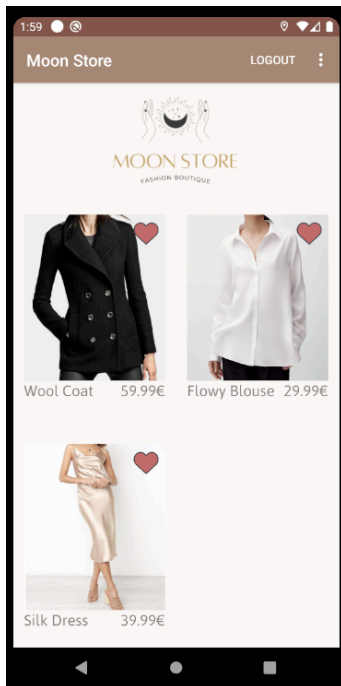 1:59
Moon Store LOGOUT
MOON STORE
FASHION BOUTIQUE
Wool Coat 59.99€ Flowy Blouse 29.99€
Silk Dress 39.99€